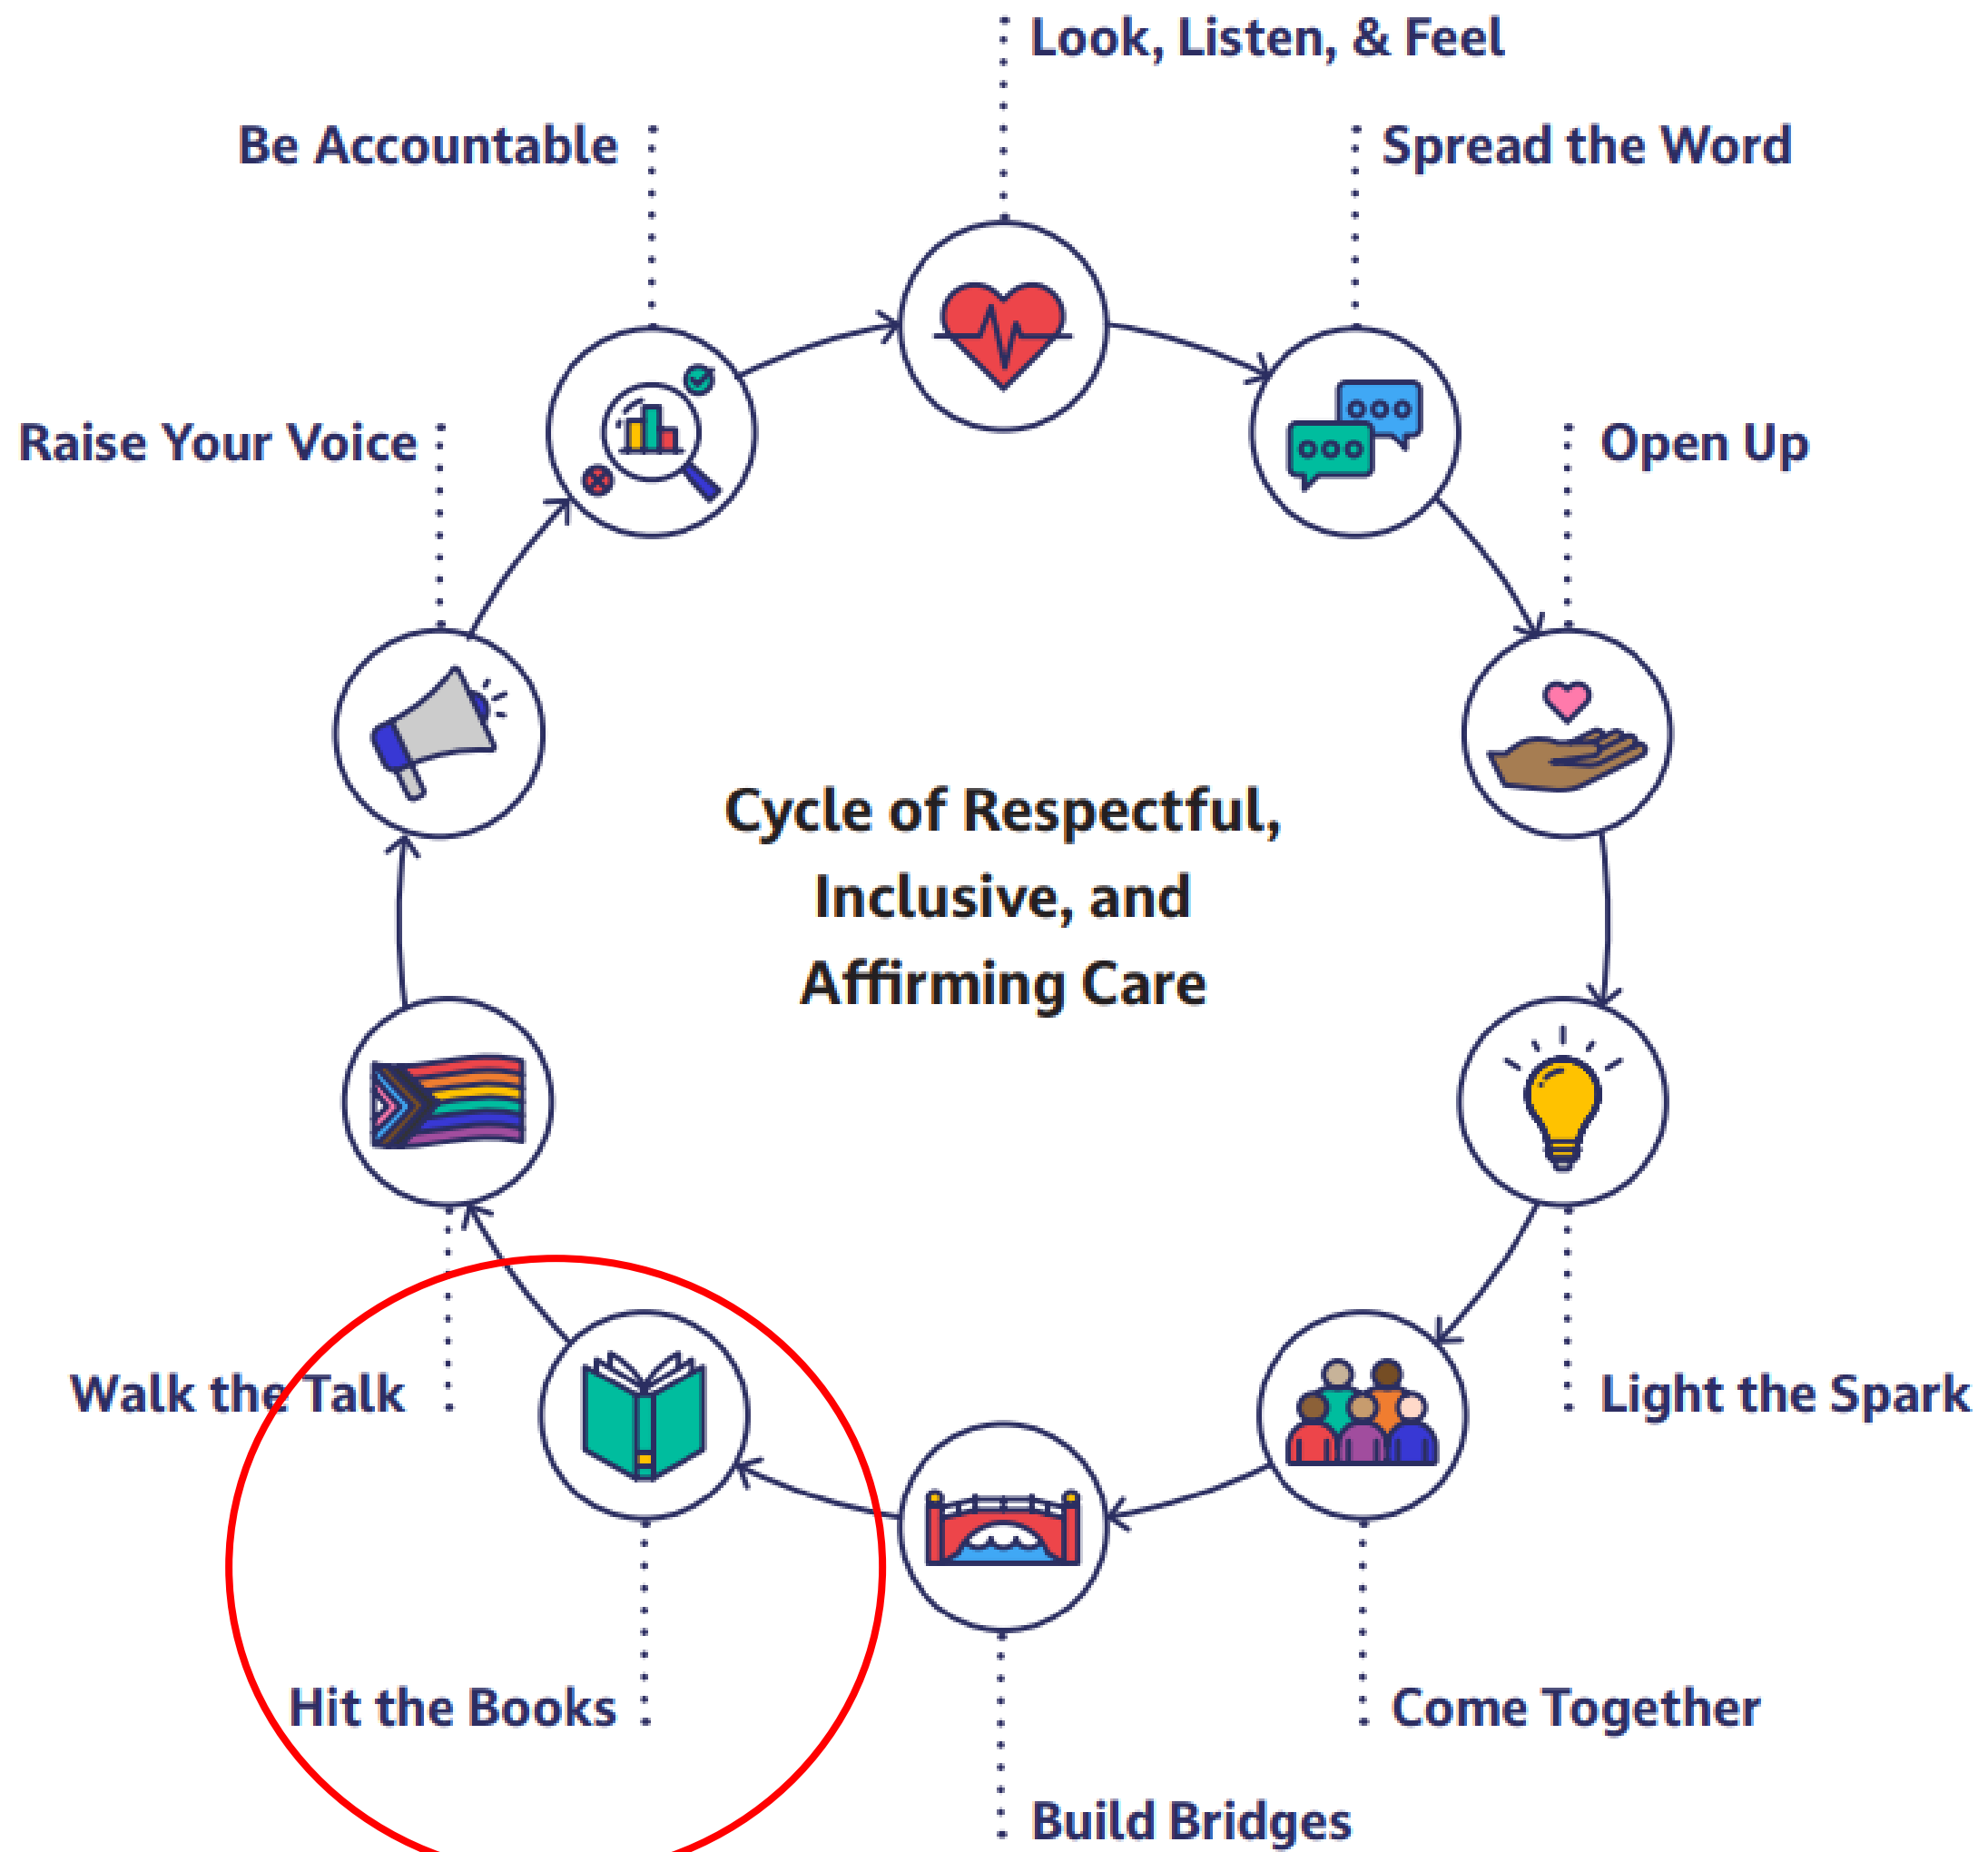 Look, Listen, & Feel
Be Accountable
Spread the Word
Raise Your Voice
Open Up
Cycle of Respectful,
Inclusive, and
Affirming Care
Walk the Talk
Light the Spark
Hit the Books
Come Together
Build Bridges